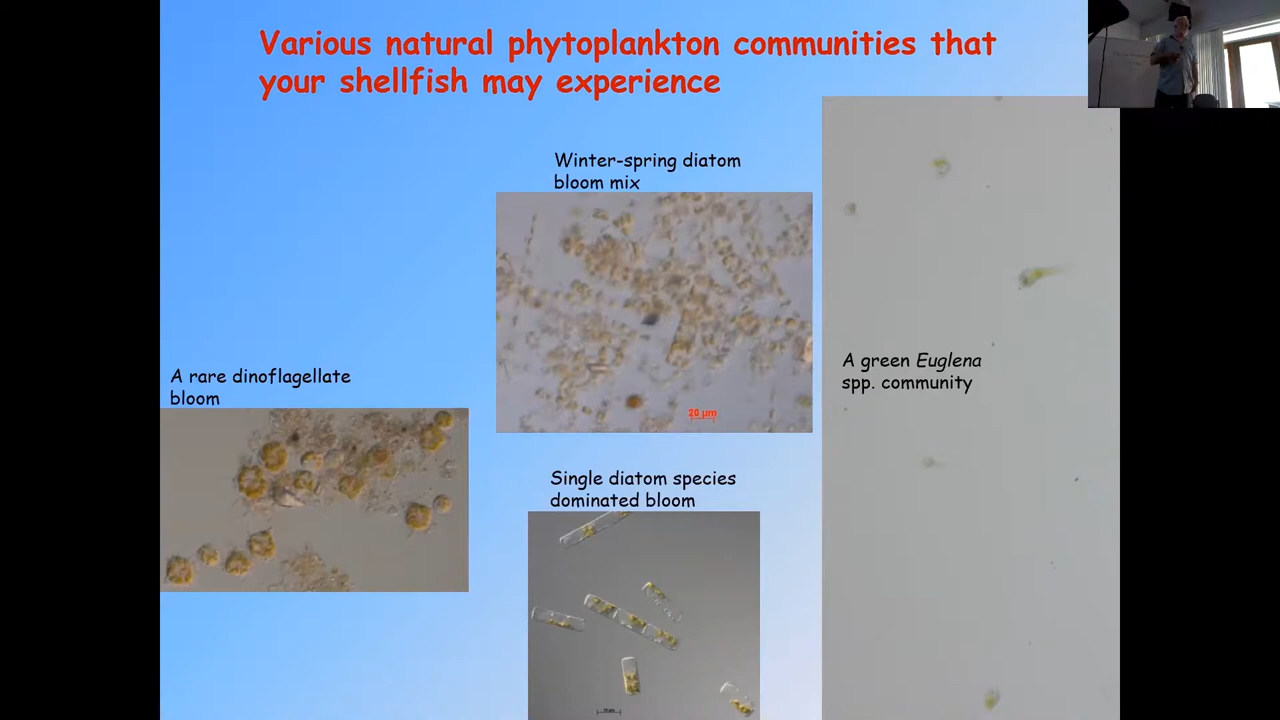 Various natural phytoplankton communities that
your shellfish may experience
Winter-spring diatom
bloom mix
20 µm
A green Euglena
spp. community
A rare dinoflagellate
bloom
Single diatom species
dominated bloom